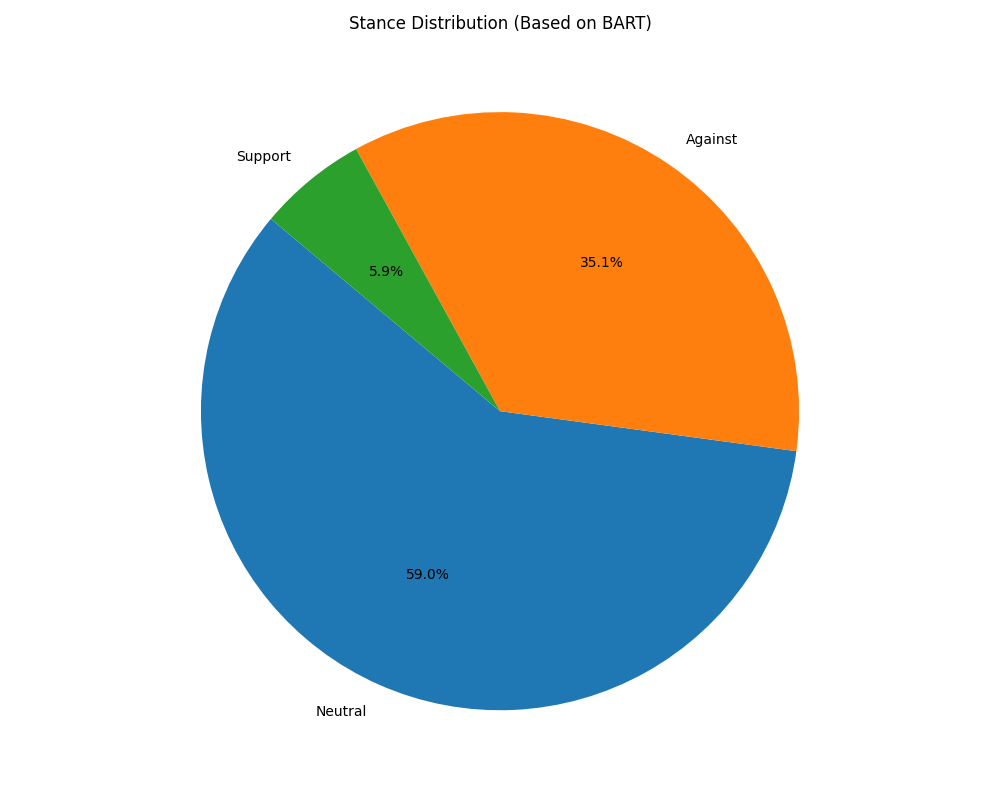 Stance Distribution (Based on BART)
Against
Support
35.1%
5.9%
59.0%
Neutral